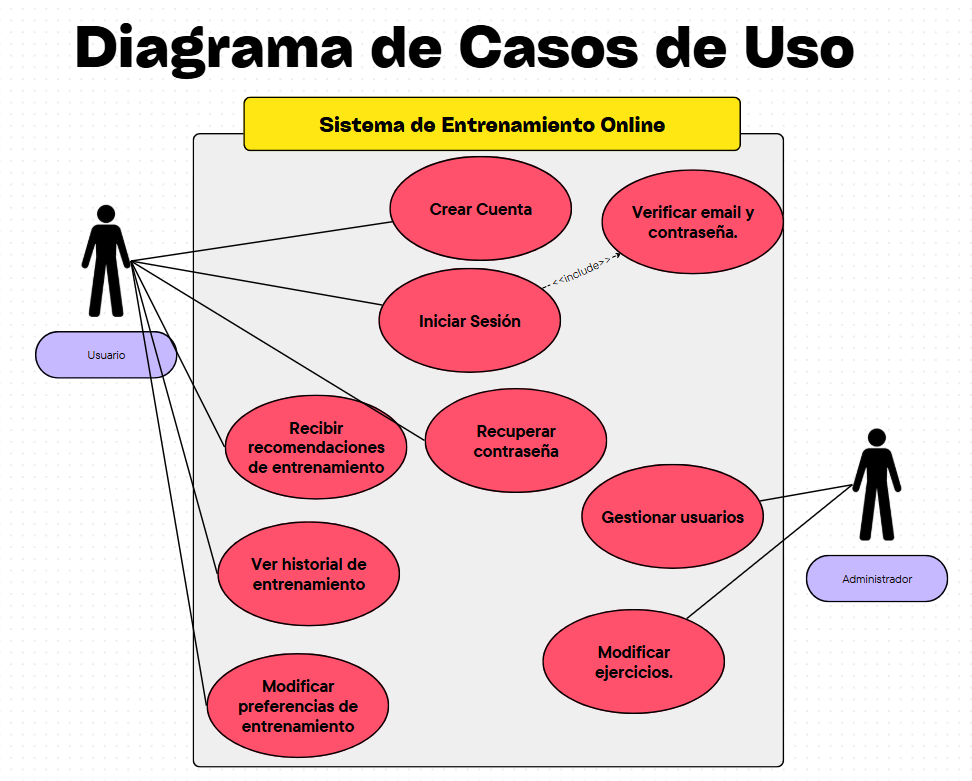 Diagrama de Casos de Uso
Sistema de Entrenamiento Online
Crear Cuenta
Verificar email y
contraseña.
<<include>>
Iniciar Sesión
Usuario
Recibir
recomendaciones
de entrenamiento
Recuperar
contraseña
Gestionar usuarios
Ver historial de
entrenamiento
Administrador
Modificar
ejercicios.
Modificar
preferencias de
entrenamiento